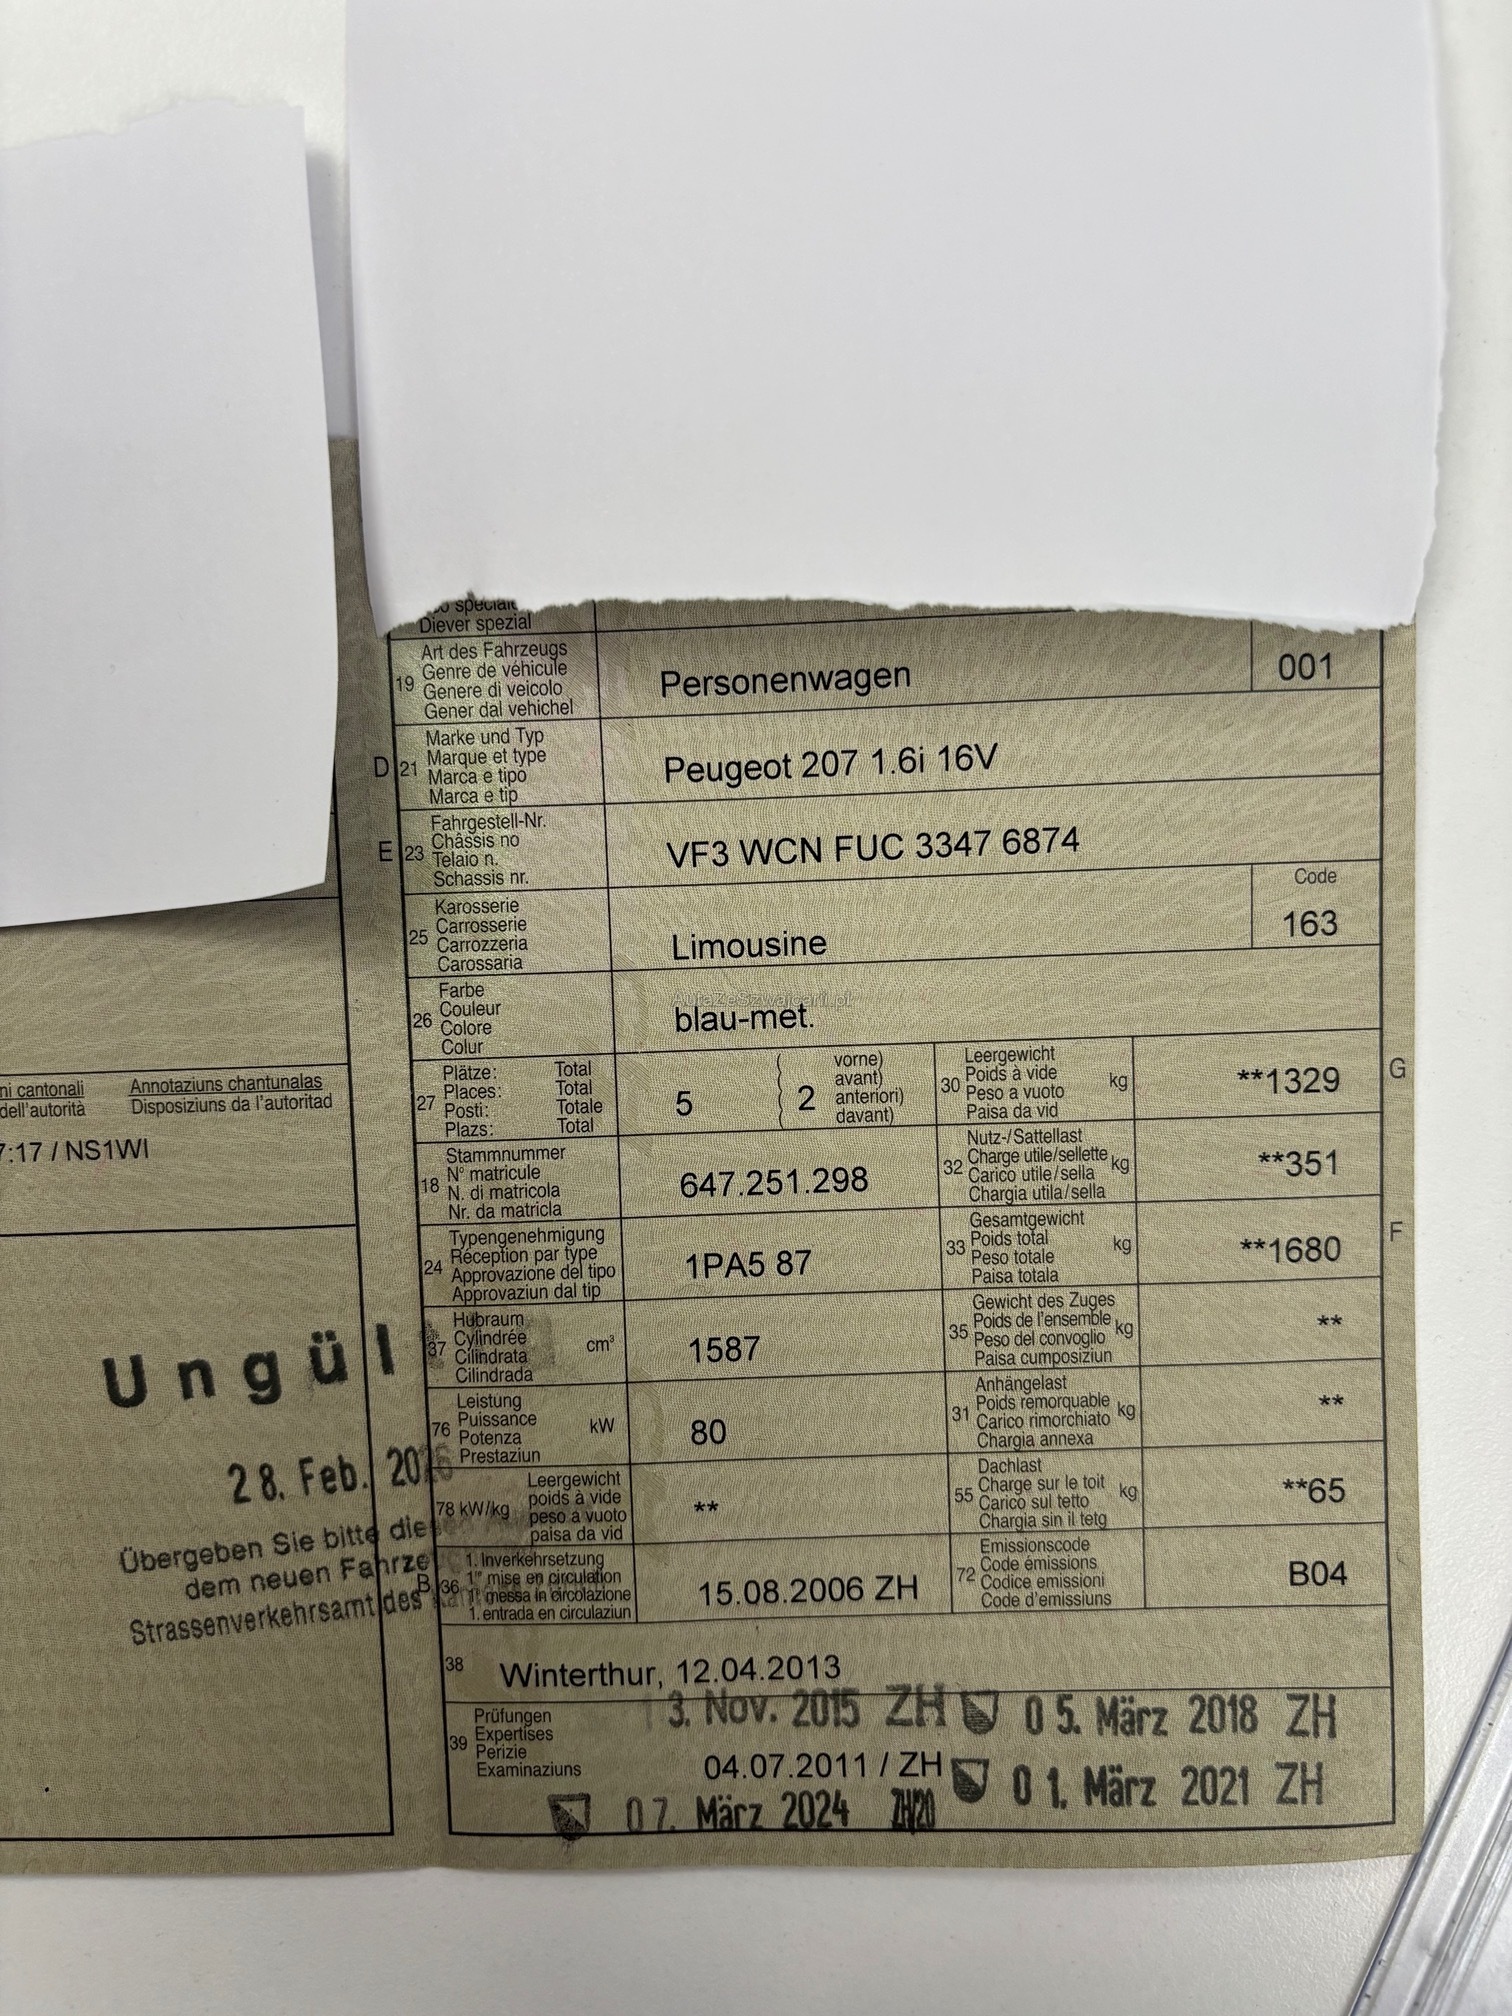 Diever spezial
19 Art des Fahrzeugs
Genre de véhicule
Genere di veicolo
Gener dal vehichel
Personenwagen
001
D 21 Marke und Typ
Marque et type
Marca e tipo
Marca e tip
Peugeot 207 1.6i 16V
E 23 Fahrgestell-Nr.
Châssis no
Telaio n.
Schassis nr.
VF3 WCN FUC 3347 6874
25 Karosserie
Carrosserie
Carrozzeria
Carossaria
Limousine
Code
163
26 Farbe
Couleur
Colore
Colur
AutaZeSzwajcarii.pl
blau-met.
27 Plätze: Total
Places: Total
Posti: Totale
Plazs: Total
5 ( 2 vorne)
avant)
anteriori)
davant)
30 Leergewicht
Poids à vide kg
Peso a vuoto
Paisa da vid
**1329
G
18 Stammnummer
N° matricule
N. di matricola
Nr. da matricla
647.251.298
32 Nutz-/Sattellast
Charge utile/sellette kg
Carico utile/sella
Chargia utila/sella
**351
24 Typengenehmigung
Réception par type
Approvazione del tipo
Approvaziun dal tip
1PA5 87
33 Gesamtgewicht
Poids total kg
Peso totale
Paisa totala
**1680
F
37 Hubraum
Cylindrée cm³
Cilindrata
Cilindrada
1587
35 Gewicht des Zuges
Poids de l'ensemble kg
Peso del convoglio
Paisa cumposiziun
**
76 Leistung
Puissance kW
Potenza
Prestaziun
80
31 Anhängelast
Poids remorquable kg
Carico rimorchiato
Chargia annexa
**
78 kW/kg Leergewicht
poids à vide
peso a vuoto
paisa da vid
**
55 Dachlast
Charge sur le toit kg
Carico sul tetto
Chargia sin il tetg
**65
B 36 1. Inverkehrsetzung
1re mise en circulation
1a messa in circolazione
1. entrada en circulaziun
15.08.2006 ZH
72 Emissionscode
Code émissions
Codice emissioni
Code d'emissiuns
B04
38 Winterthur, 12.04.2013
39 Prüfungen
Expertises
Perizie
Examinaziuns
13. Nov. 2015 ZH
05. März 2018 ZH
04.07.2011 / ZH
01. März 2021 ZH
07. März 2024 ZH/20
ni cantonali Annotaziuns chantunalas
dell'autorità Disposiziuns da l'autoritad
7:17 / NS1WI
Ungül
28. Feb. 2026
Übergeben Sie bitte die
dem neuen Fahrze
Strassenverkehrsamt des